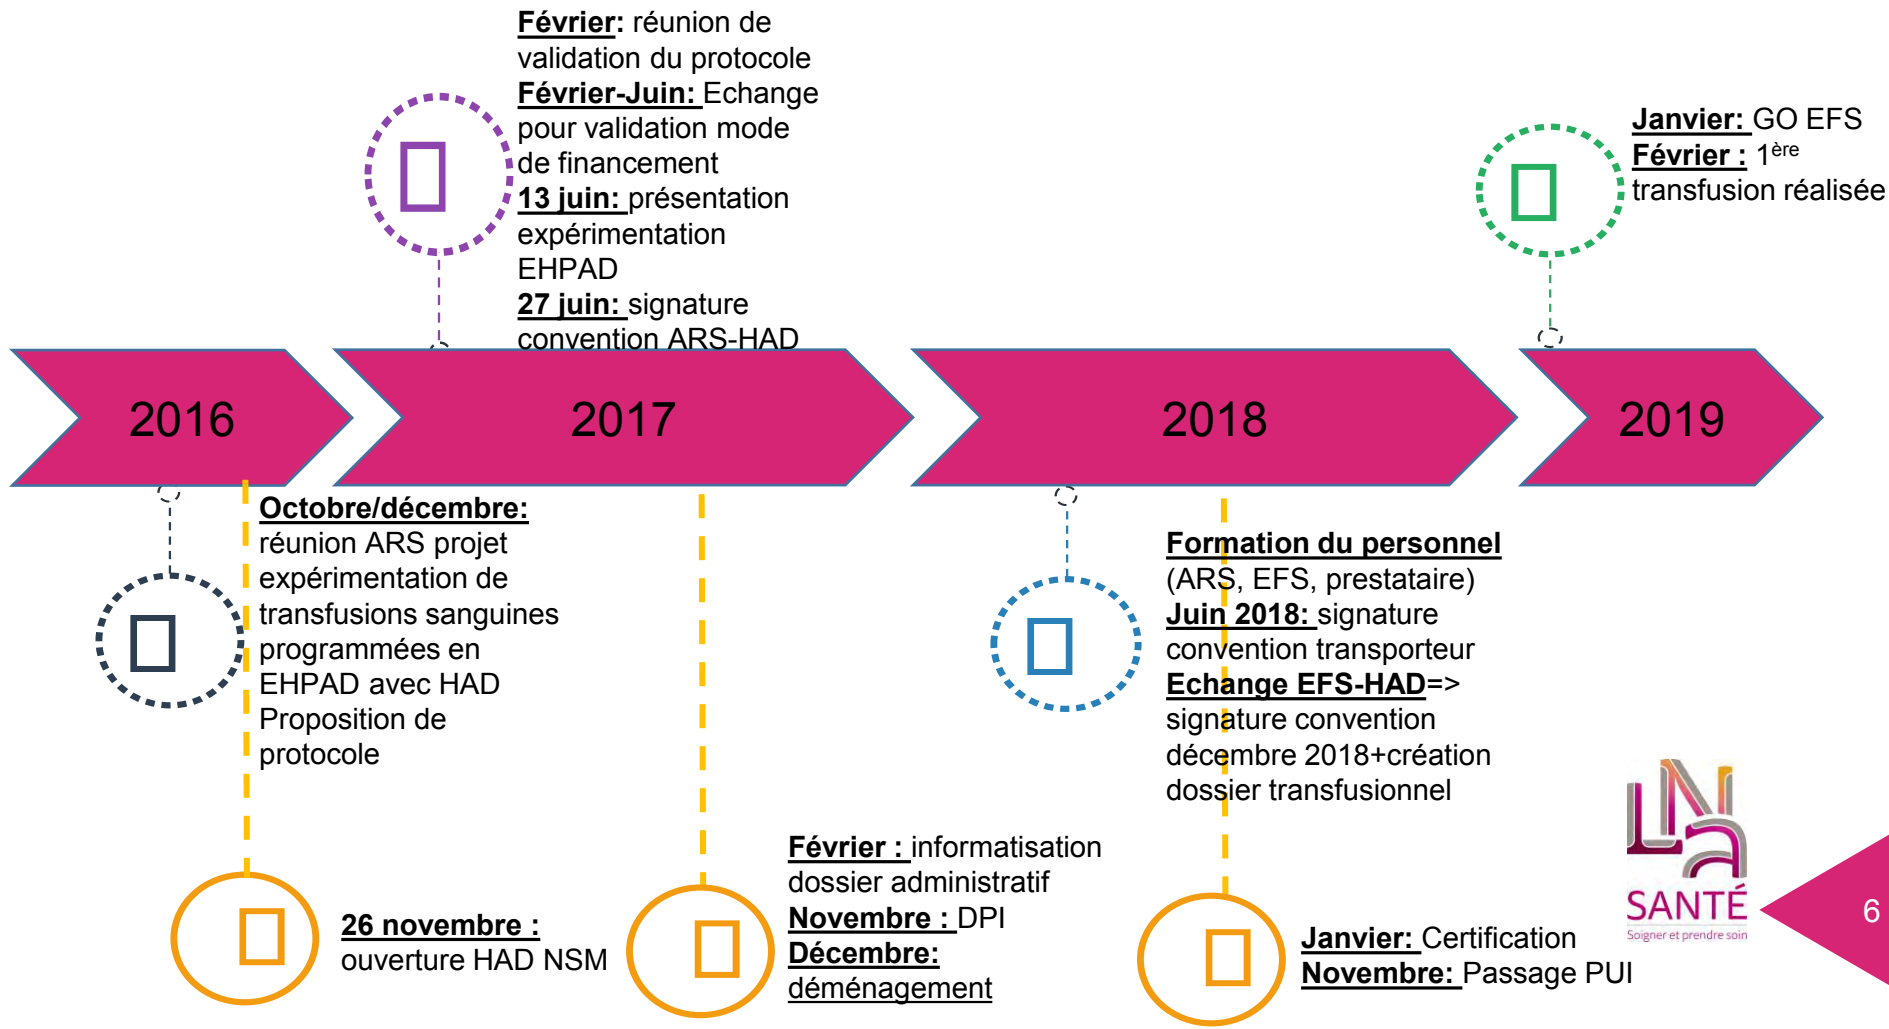 Février: réunion de
validation du protocole
Février-Juin: Echange
pour validation mode
de financement
13 juin: présentation
expérimentation
EHPAD
27 juin: signature
convention ARS-HAD
Janvier: GO EFS
Février : 1ère
transfusion réalisée
2016
2017
2018
2019
Octobre/décembre:
réunion ARS projet
expérimentation de
transfusions sanguines
programmées en
EHPAD avec HAD
Proposition de
protocole
Formation du personnel
(ARS, EFS, prestataire)
Juin 2018: signature
convention transporteur
Echange EFS-HAD=>
signature convention
décembre 2018+création
dossier transfusionnel
26 novembre :
ouverture HAD NSM
Février : informatisation
dossier administratif
Novembre : DPI
Décembre:
déménagement
Janvier: Certification
Novembre: Passage PUI
LNa
SANTÉ
Soigner et prendre soin
6